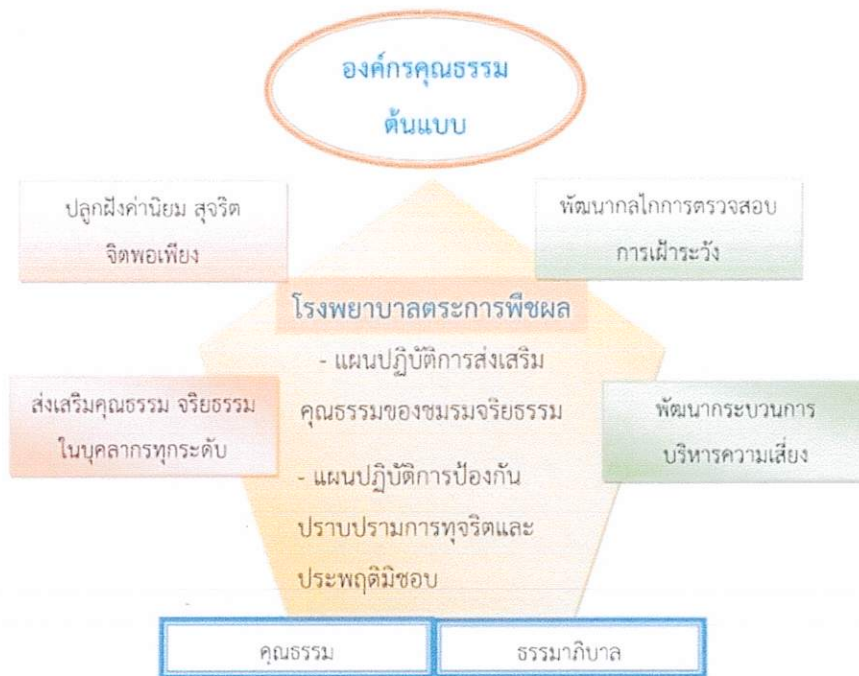 องค์กรคุณธรรม
ต้นแบบ
ปลูกฝังค่านิยม สุจริต
จิตพอเพียง
พัฒนากลไกการตรวจสอบ
การเฝ้าระวัง
โรงพยาบาลตระการพืชผล
- แผนปฏิบัติการส่งเสริม
คุณธรรมของชมรมจริยธรรม
- แผนปฏิบัติการป้องกัน
ปราบปรามการทุจริตและ
ประพฤติมิชอบ
ส่งเสริมคุณธรรม จริยธรรม
ในบุคลากรทุกระดับ
พัฒนากระบวนการ
บริหารความเสี่ยง
คุณธรรม
ธรรมาภิบาล